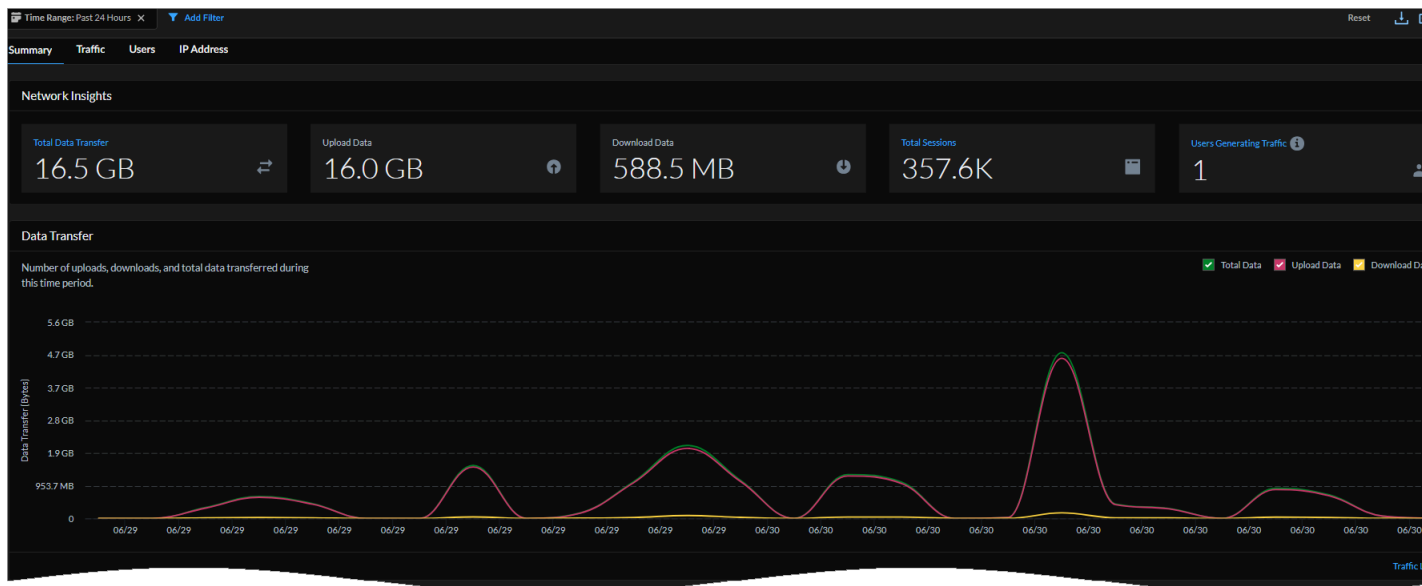 Time Range: Past 24 Hours X Add Filter Reset
Summary Traffic Users IP Address
Network Insights
Total Data Transfer Upload Data Download Data Total Sessions Users Generating Traffic
16.5 GB 16.0 GB 588.5 MB 357.6K 1
Data Transfer
Number of uploads, downloads, and total data transferred during
this time period.
Total Data Upload Data Download Da
5.6 GB
4.7 GB
3.7 GB
2.8 GB
1.9 GB
953.7 MB
0
Data Transfer [Bytes]
06/29 06/29 06/29 06/29 06/29 06/29 06/29 06/29 06/29 06/29 06/29 06/29 06/30 06/30 06/30 06/30 06/30 06/30 06/30 06/30 06/30 06/30 06/30 06/30 06/30
Traffic